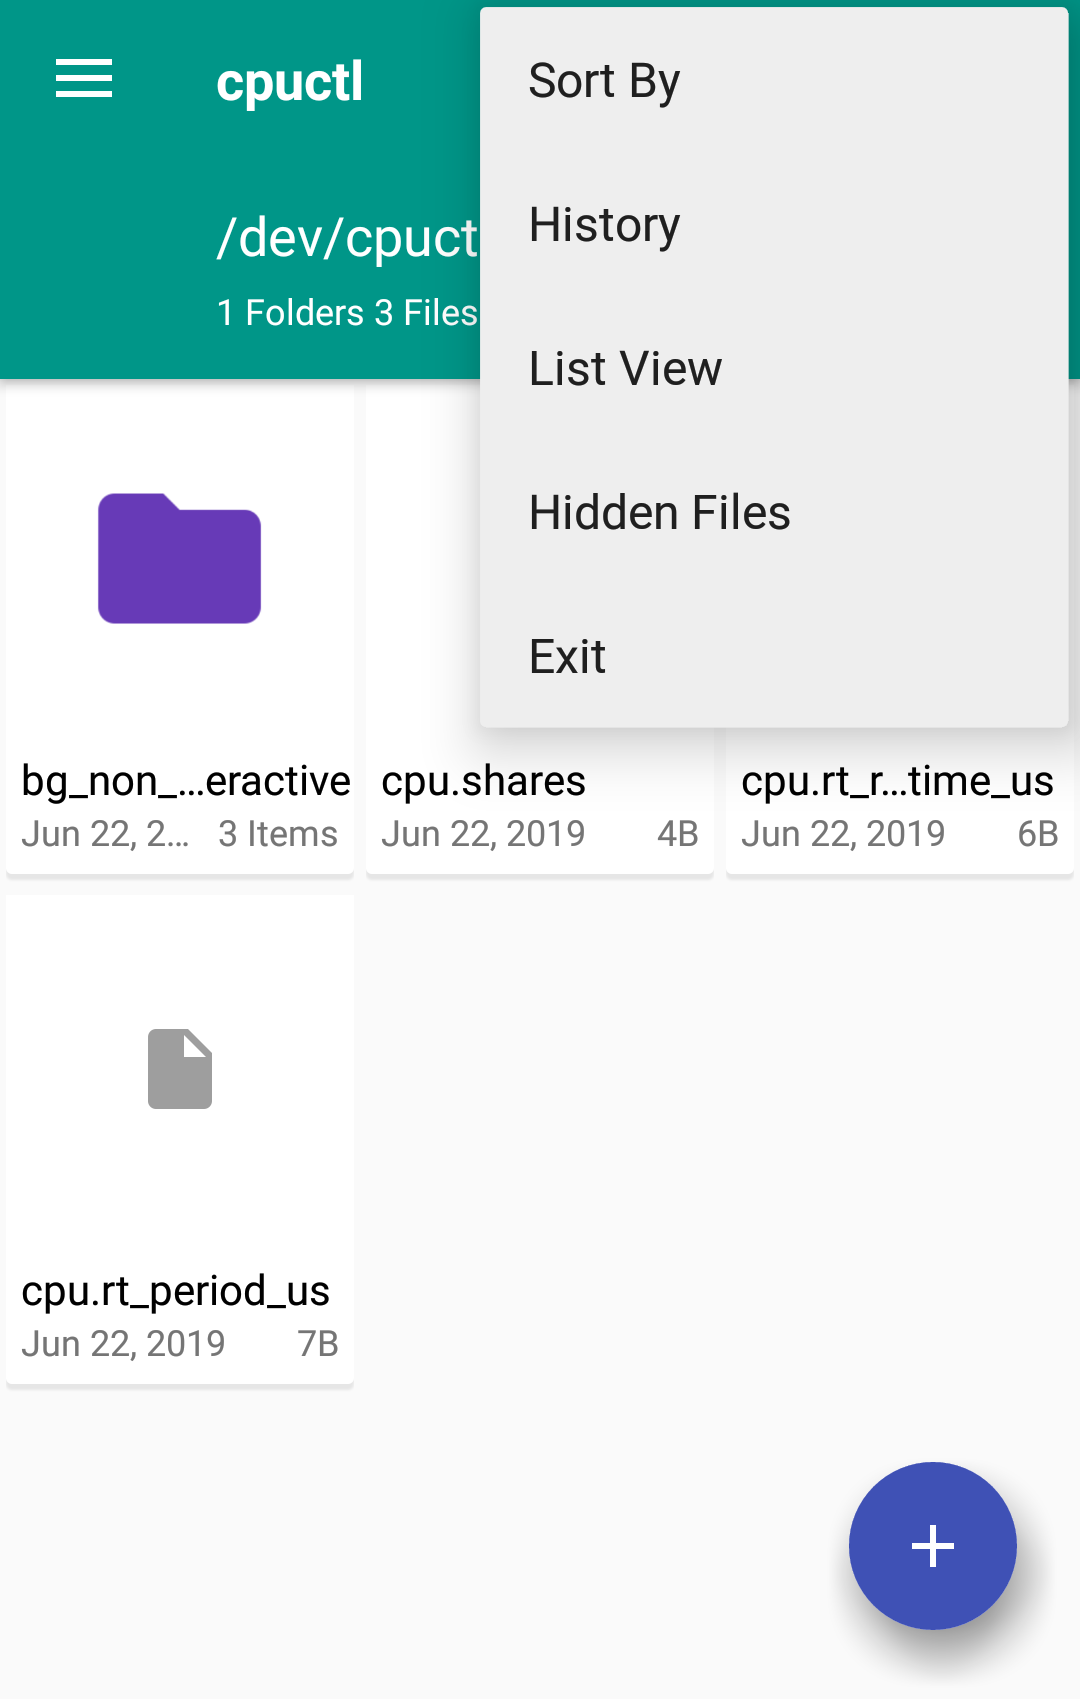 cpuctl
/dev/cpuct
1 Folders 3 Files
Sort By
History
List View
Hidden Files
Exit
bg_non_...eractive
Jun 22, 2... 3 Items
cpu.shares
Jun 22, 2019 4B
cpu.rt_r...time_us
Jun 22, 2019 6B
cpu.rt_period_us
Jun 22, 2019 7B